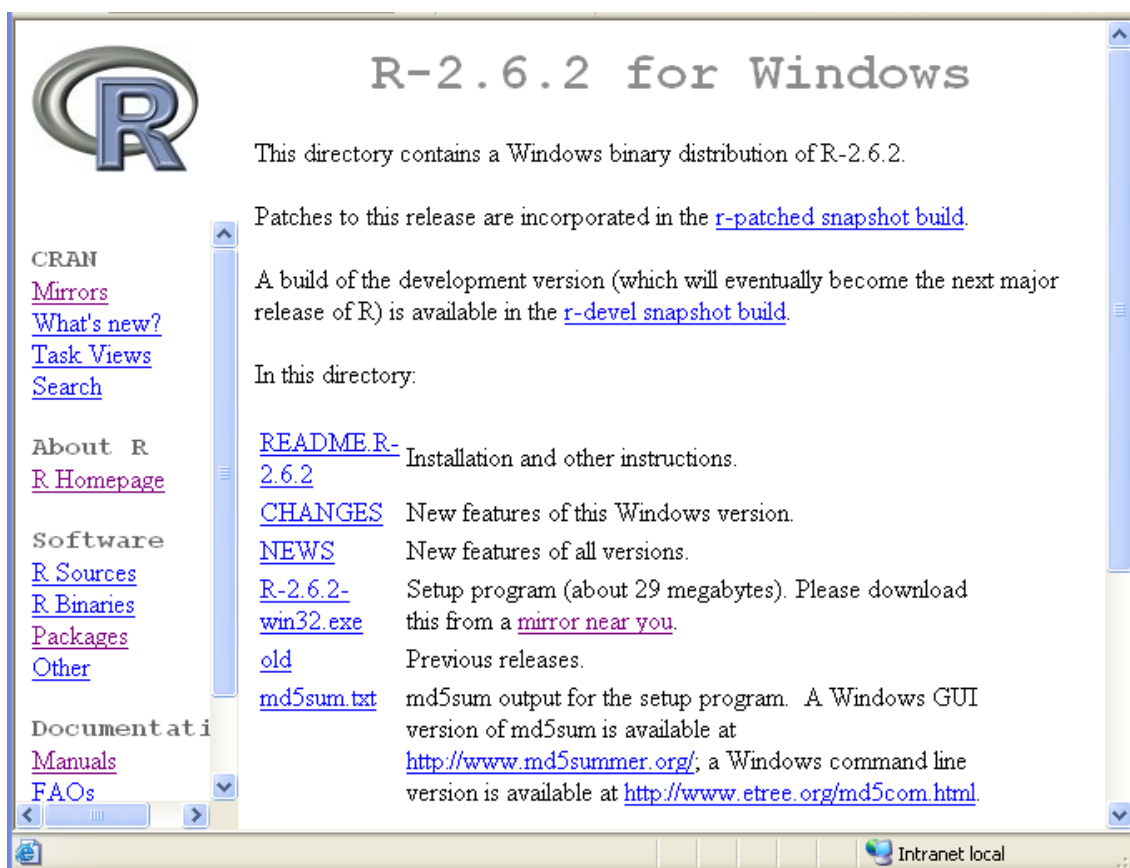 R
R-2.6.2 for Windows
This directory contains a Windows binary distribution of R-2.6.2.
Patches to this release are incorporated in the r-patched snapshot build.
A build of the development version (which will eventually become the next major
release of R) is available in the r-devel snapshot build.
In this directory:
README.R-
2.6.2
Installation and other instructions.
CHANGES New features of this Windows version.
NEWS New features of all versions.
R-2.6.2-
win32.exe
Setup program (about 29 megabytes). Please download
this from a mirror near you.
old Previous releases.
md5sum.txt md5sum output for the setup program. A Windows GUI
version of md5sum is available at
http://www.md5summer.org/; a Windows command line
version is available at http://www.etree.org/md5com.html.
CRAN
Mirrors
What's new?
Task Views
Search
About R
R Homepage
Software
R Sources
R Binaries
Packages
Other
Documentati
Manuals
FAQs
Intranet local